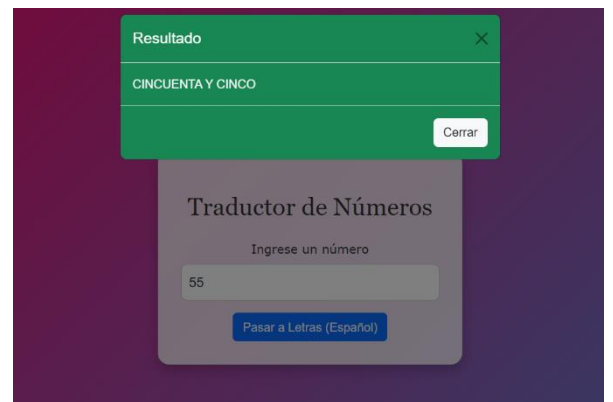 Resultado
CINCUENTA Y CINCO
Cerrar
Traductor de Números
Ingrese un número
55
Pasar a Letras (Español)